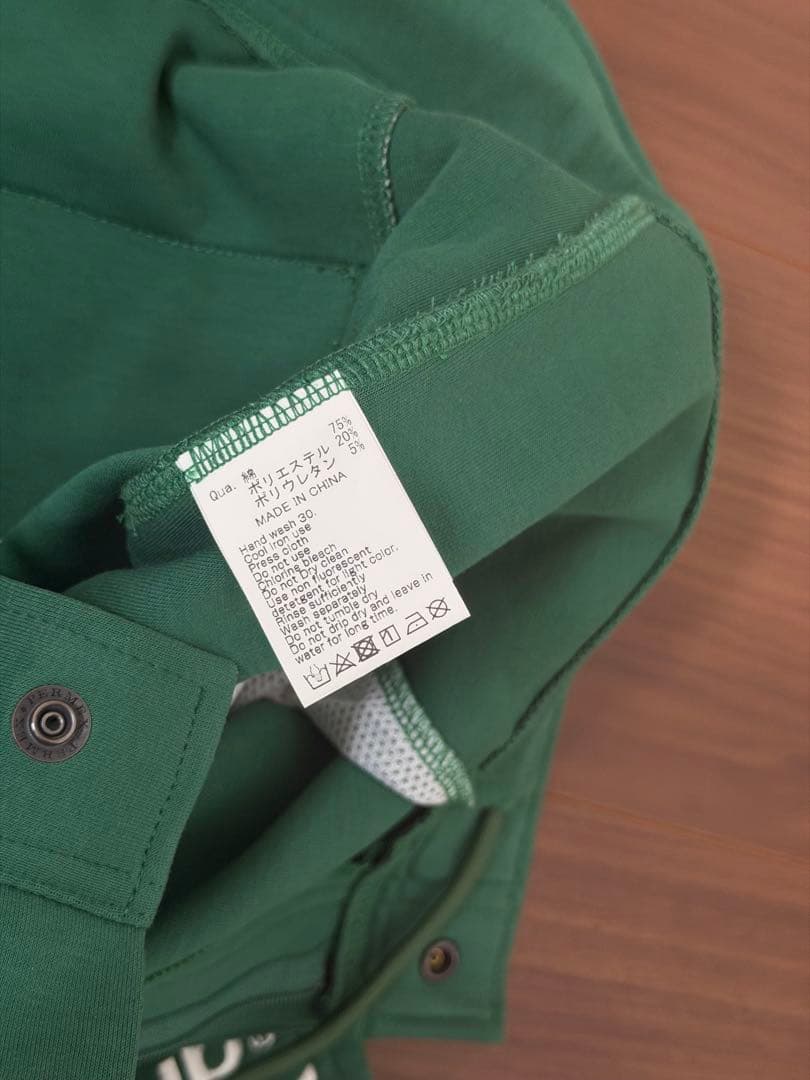 Qua. 綿 75%
ポリエステル 20%
ポリウレタン 5%
MADE IN CHINA
Hand wash 30.
Cool iron use
Press cloth
Do not use
Chlorine bleach
Do not Dry clean
Use non fluorescent
detetgent for light color.
Rinse sufficiently
Wash separately
Do not tumble dry
Do not drip dry and leave in
water for long time.